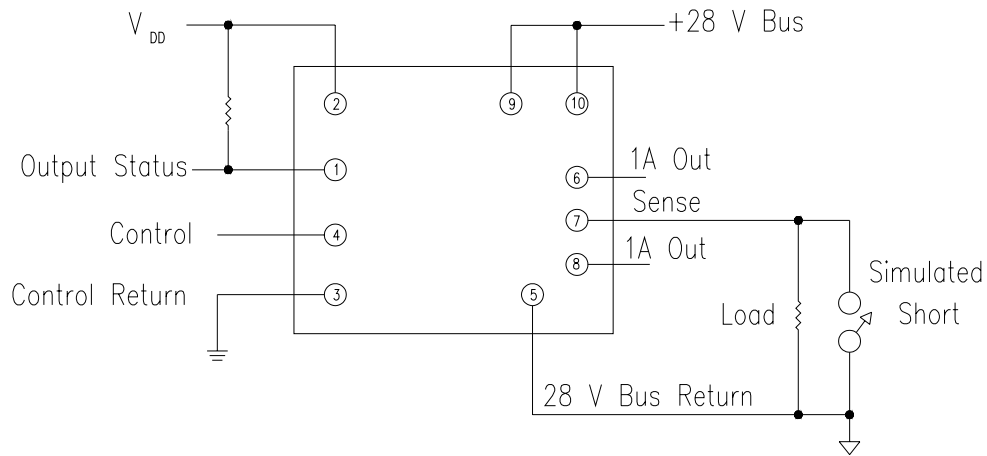 V DD
+28 V Bus
2
9
10
Output Status
1
1A Out
6
Sense
7
Control
4
1A Out
8
Simulated
Short
Control Return
3
5
Load
28 V Bus Return